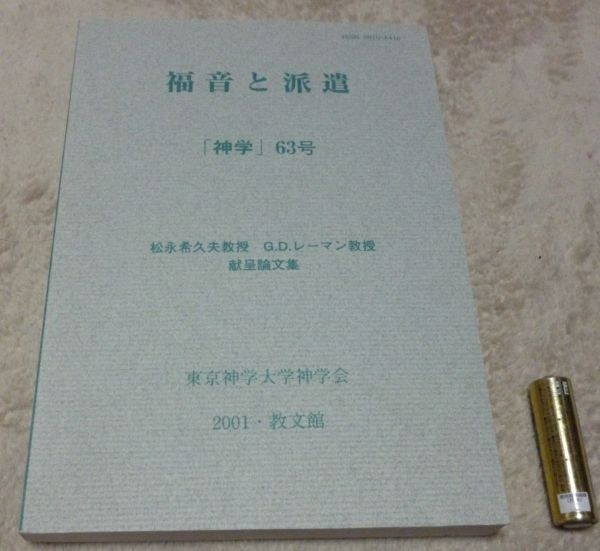 福音と派遣
「神学」63号
松永希久夫教授 G.D.レーマン教授
献呈論文集
東京神学大学神学会
2001・教文館